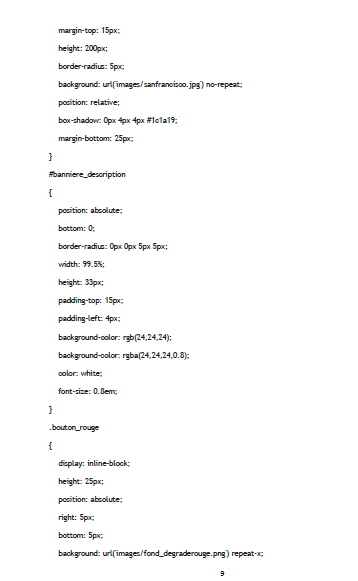 margin-top: 15px;
height: 200px;
border-radius: 5px;
background: url('images/sanfrancisco.jpg') no-repeat;
position: relative;
box-shadow: 0px 4px 4px #1c1a19;
margin-bottom: 25px;
}
#banniere_description
{
position: absolute;
bottom: 0;
border-radius: 0px 0px 5px 5px;
width: 99.5%;
height: 33px;
padding-top: 15px;
padding-left: 4px;
background-color: rgb(24,24,24);
background-color: rgba(24,24,24,0.8);
color: white;
font-size: 0.8em;
}
.bouton_rouge
{
display: inline-block;
height: 25px;
position: absolute;
right: 5px;
bottom: 5px;
background: url('images/fond_degraderouge.png') repeat-x;
9